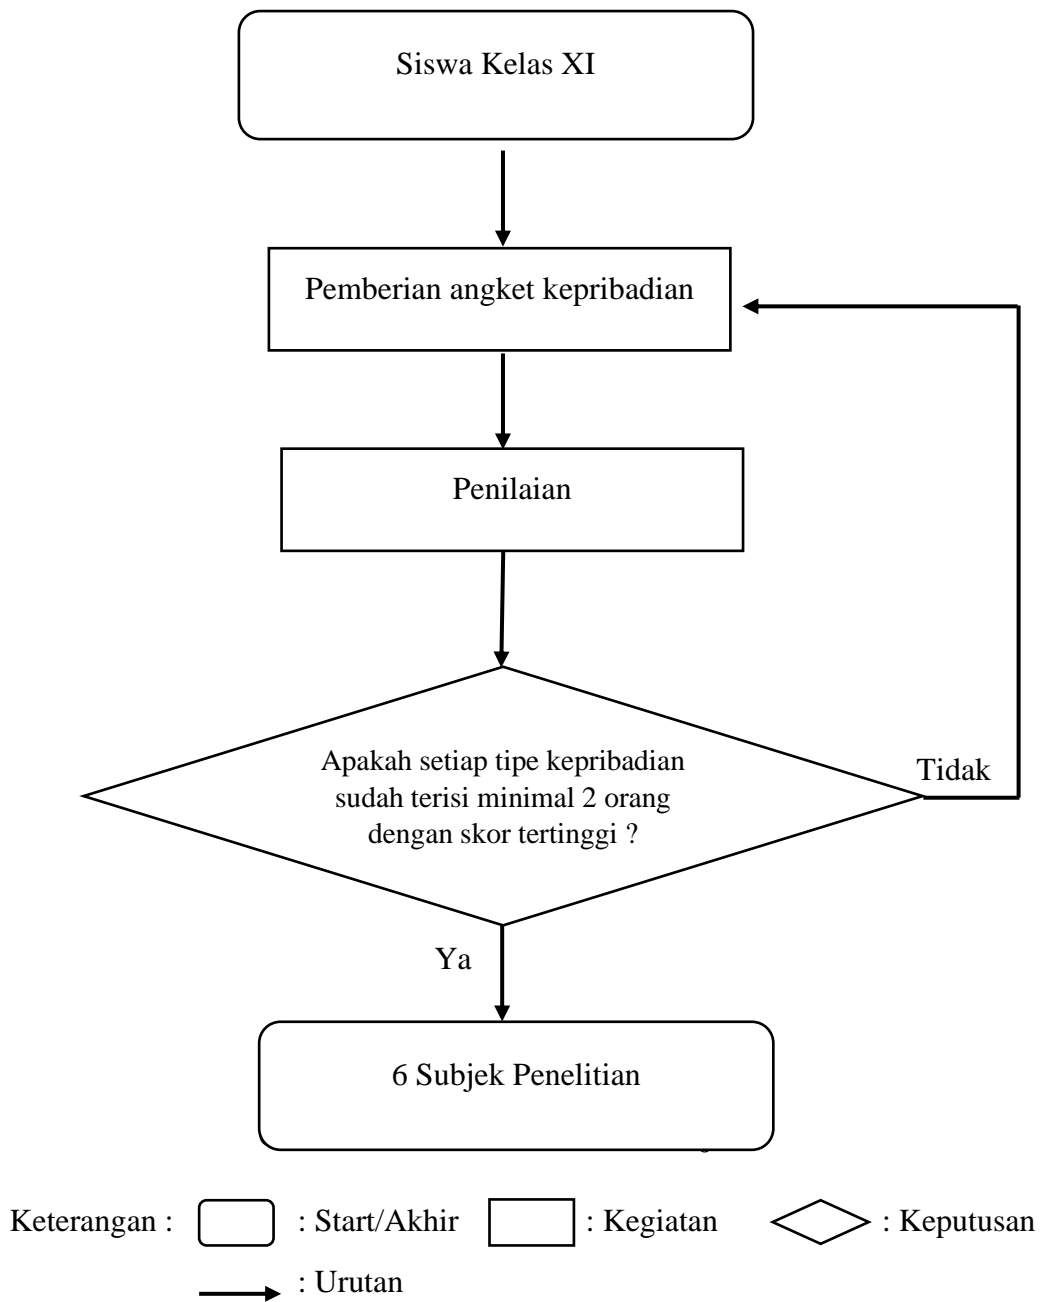 Siswa Kelas XI
Pemberian angket kepribadian
Penilaian
Apakah setiap tipe kepribadian
sudah terisi minimal 2 orang
dengan skor tertinggi ?
Tidak
Ya
6 Subjek Penelitian
Keterangan : : Start/Akhir : Kegiatan : Keputusan
: Urutan